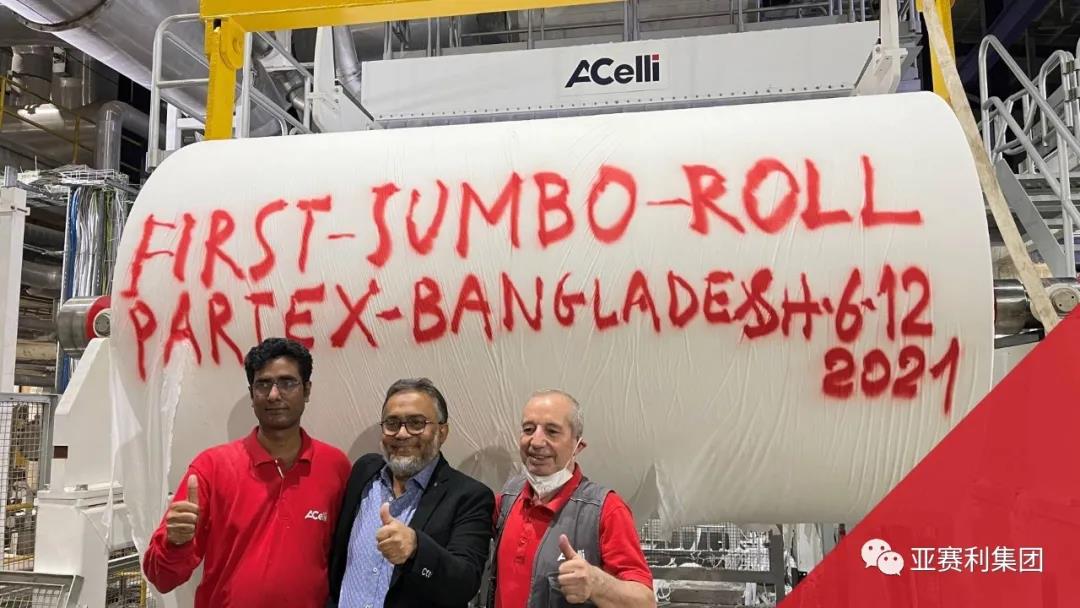 ACelli
FIRST-JUMBO-ROLL
PARTEX-BANGLADESH·6·12
2021
ACelli
亚赛利集团